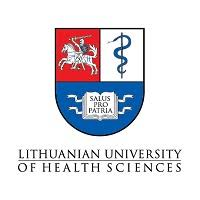 SALUS
PRO
PATRIA
LITHUANIAN UNIVERSITY
OF HEALTH SCIENCES